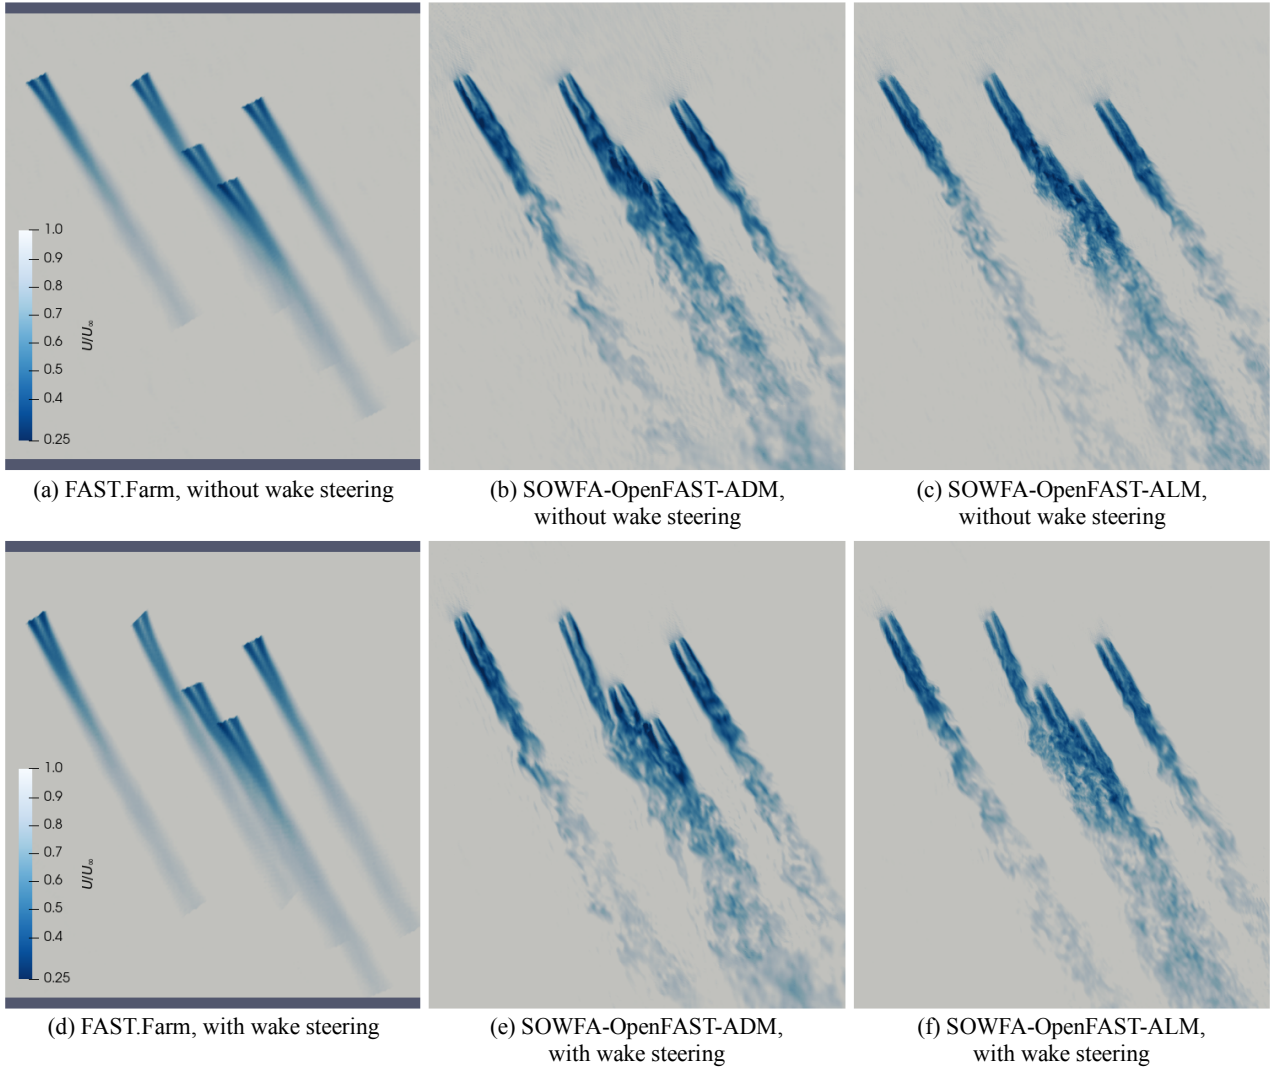 1.0
0.9
0.8
0.7
0.6
0.5
0.4
0.25
U/U∞
(a) FAST.Farm, without wake steering
(b) SOWFA-OpenFAST-ADM,
without wake steering
(c) SOWFA-OpenFAST-ALM,
without wake steering
1.0
0.9
0.8
0.7
0.6
0.5
0.4
0.25
U/U∞
(d) FAST.Farm, with wake steering
(e) SOWFA-OpenFAST-ADM,
with wake steering
(f) SOWFA-OpenFAST-ALM,
with wake steering